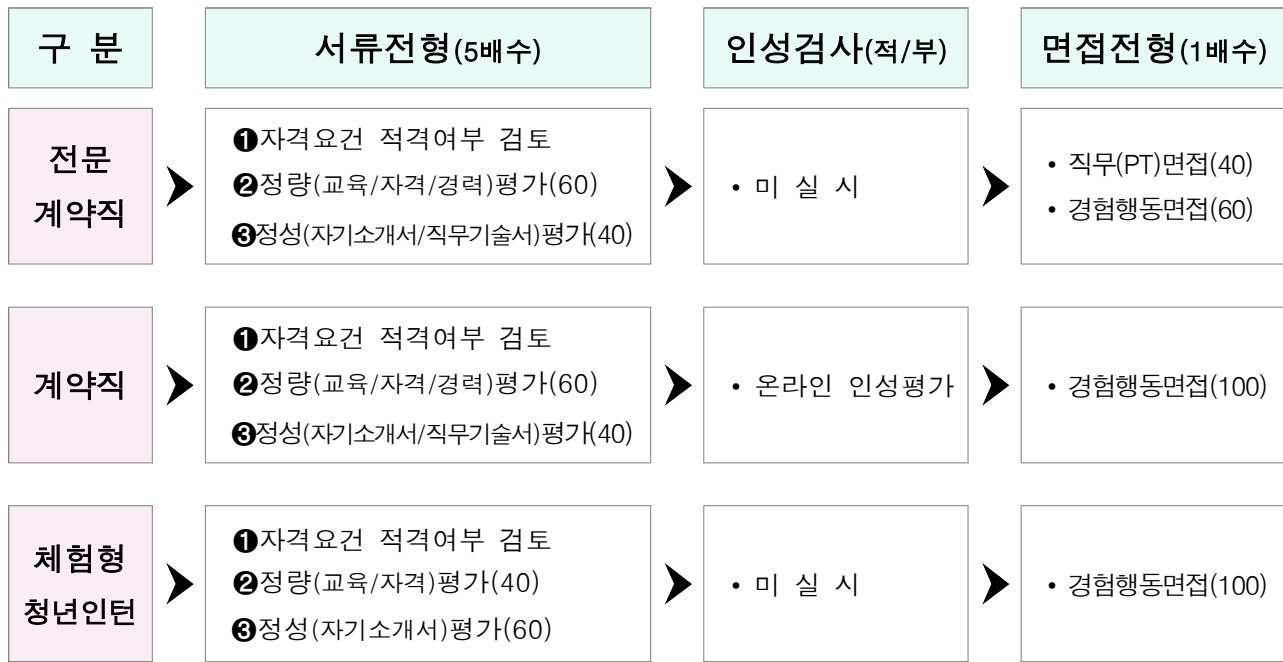 구 분
서류전형(5배수)
인성검사(적/부)
면접전형(1배수)
전문
계약직
❶자격요건 적격여부 검토
❷정량(교육/자격/경력)평가(60)
❸정성(자기소개서/직무기술서)평가(40)
• 미 실 시
• 직무(PT)면접(40)
• 경험행동면접(60)
계약직
❶자격요건 적격여부 검토
❷정량(교육/자격/경력)평가(60)
❸정성(자기소개서/직무기술서)평가(40)
• 온라인 인성평가
• 경험행동면접(100)
체험형
청년인턴
❶자격요건 적격여부 검토
❷정량(교육/자격)평가(40)
❸정성(자기소개서)평가(60)
• 미 실 시
• 경험행동면접(100)